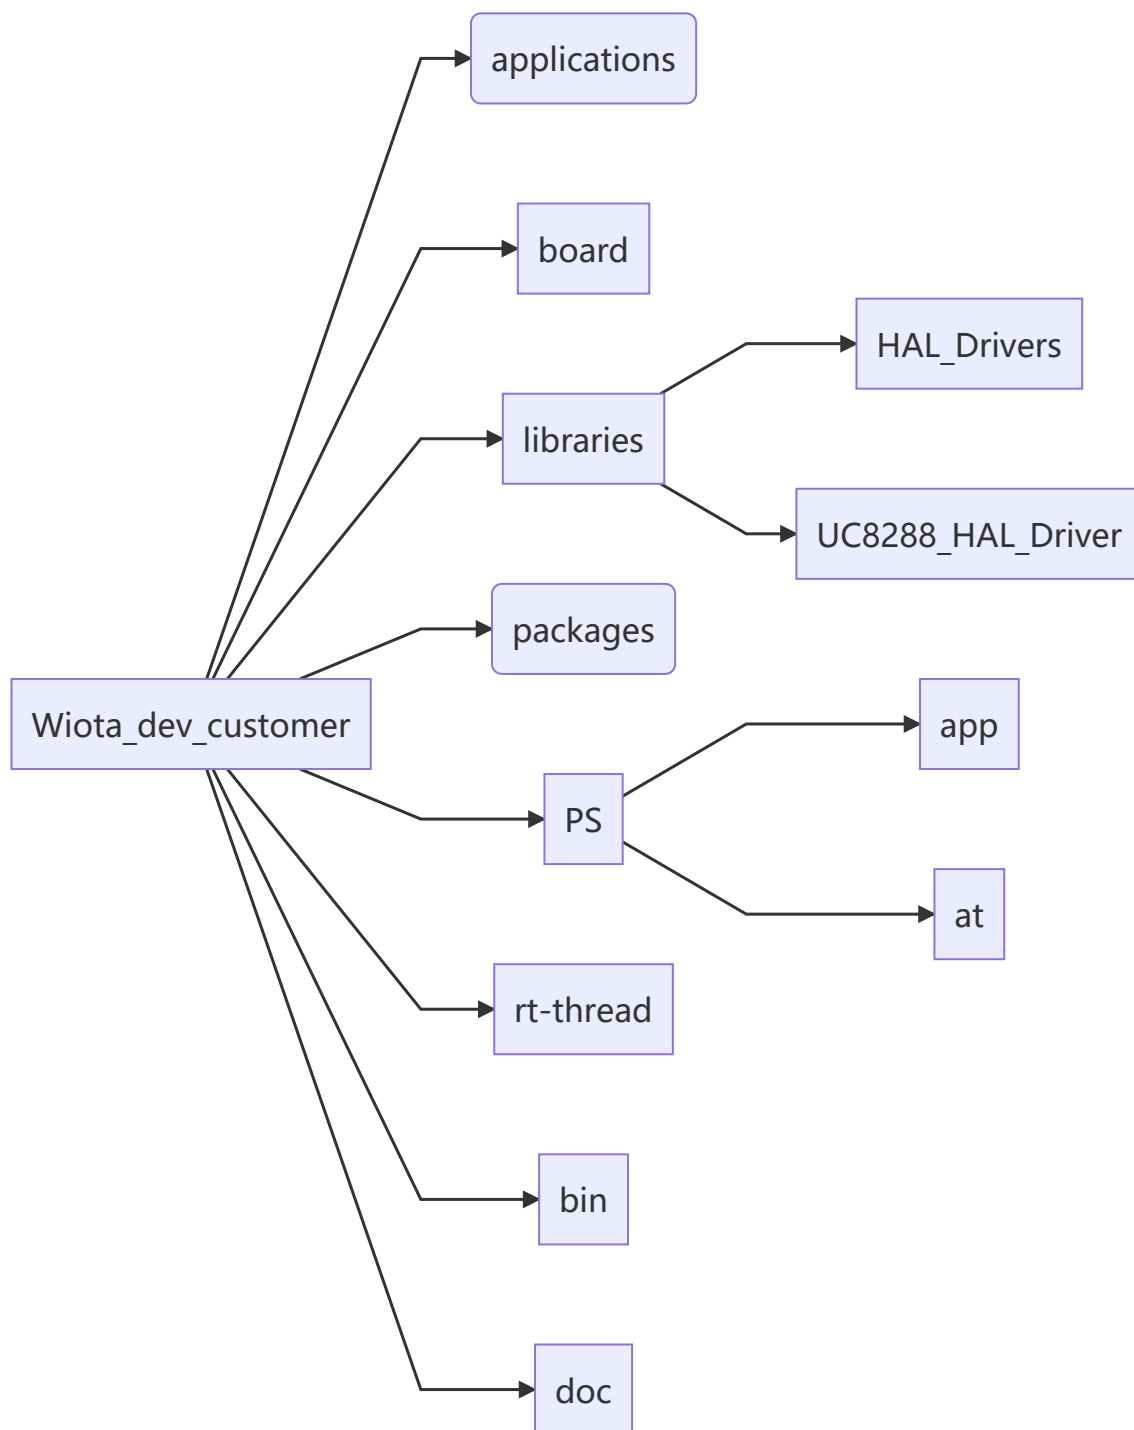 applications
board
HAL_Drivers
libraries
UC8288_HAL_Driver
packages
Wiota_dev_customer
app
PS
at
rt-thread
bin
doc